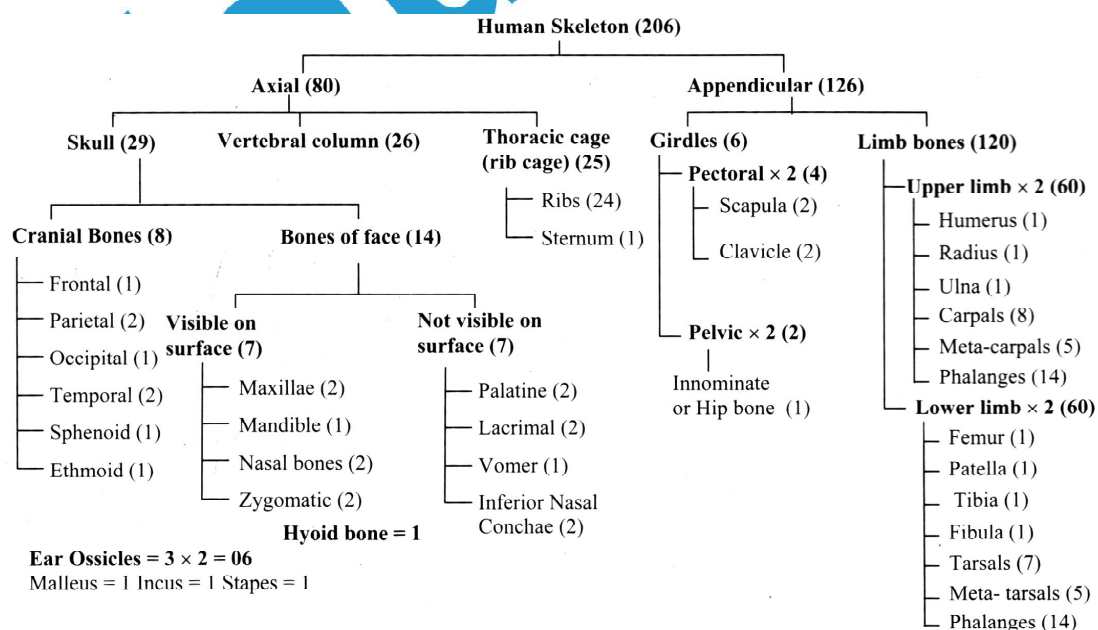 Human Skeleton (206)
Axial (80)
Appendicular (126)
Skull (29)
Vertebral column (26)
Thoracic cage
(rib cage) (25)
Ribs (24)
Sternum (1)
Girdles (6)
Limb bones (120)
Pectoral × 2 (4)
Scapula (2)
Clavicle (2)
Pelvic × 2 (2)
Innominate
or Hip bone (1)
Upper limb × 2 (60)
Humerus (1)
Radius (1)
Ulna (1)
Carpals (8)
Meta-carpals (5)
Phalanges (14)
Lower limb × 2 (60)
Femur (1)
Patella (1)
Tibia (1)
Fibula (1)
Tarsals (7)
Meta- tarsals (5)
Phalanges (14)
Cranial Bones (8)
Frontal (1)
Parietal (2)
Occipital (1)
Temporal (2)
Sphenoid (1)
Ethmoid (1)
Bones of face (14)
Visible on
surface (7)
Maxillae (2)
Mandible (1)
Nasal bones (2)
Zygomatic (2)
Not visible on
surface (7)
Palatine (2)
Lacrimal (2)
Vomer (1)
Inferior Nasal
Conchae (2)
Hyoid bone = 1
Ear Ossicles = 3 × 2 = 06
Malleus = 1 Incus = 1 Stapes = 1